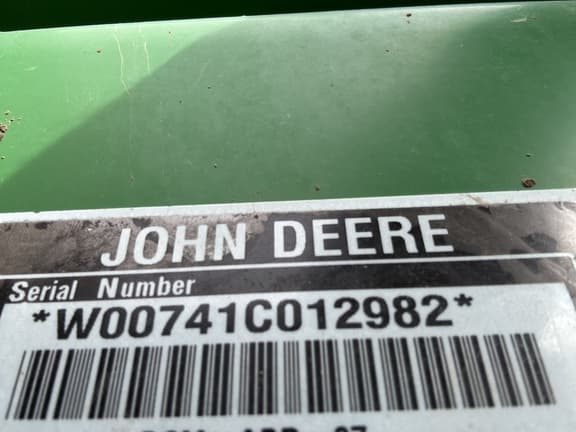 JOHN DEERE
Serial Number
*W00741C012982*